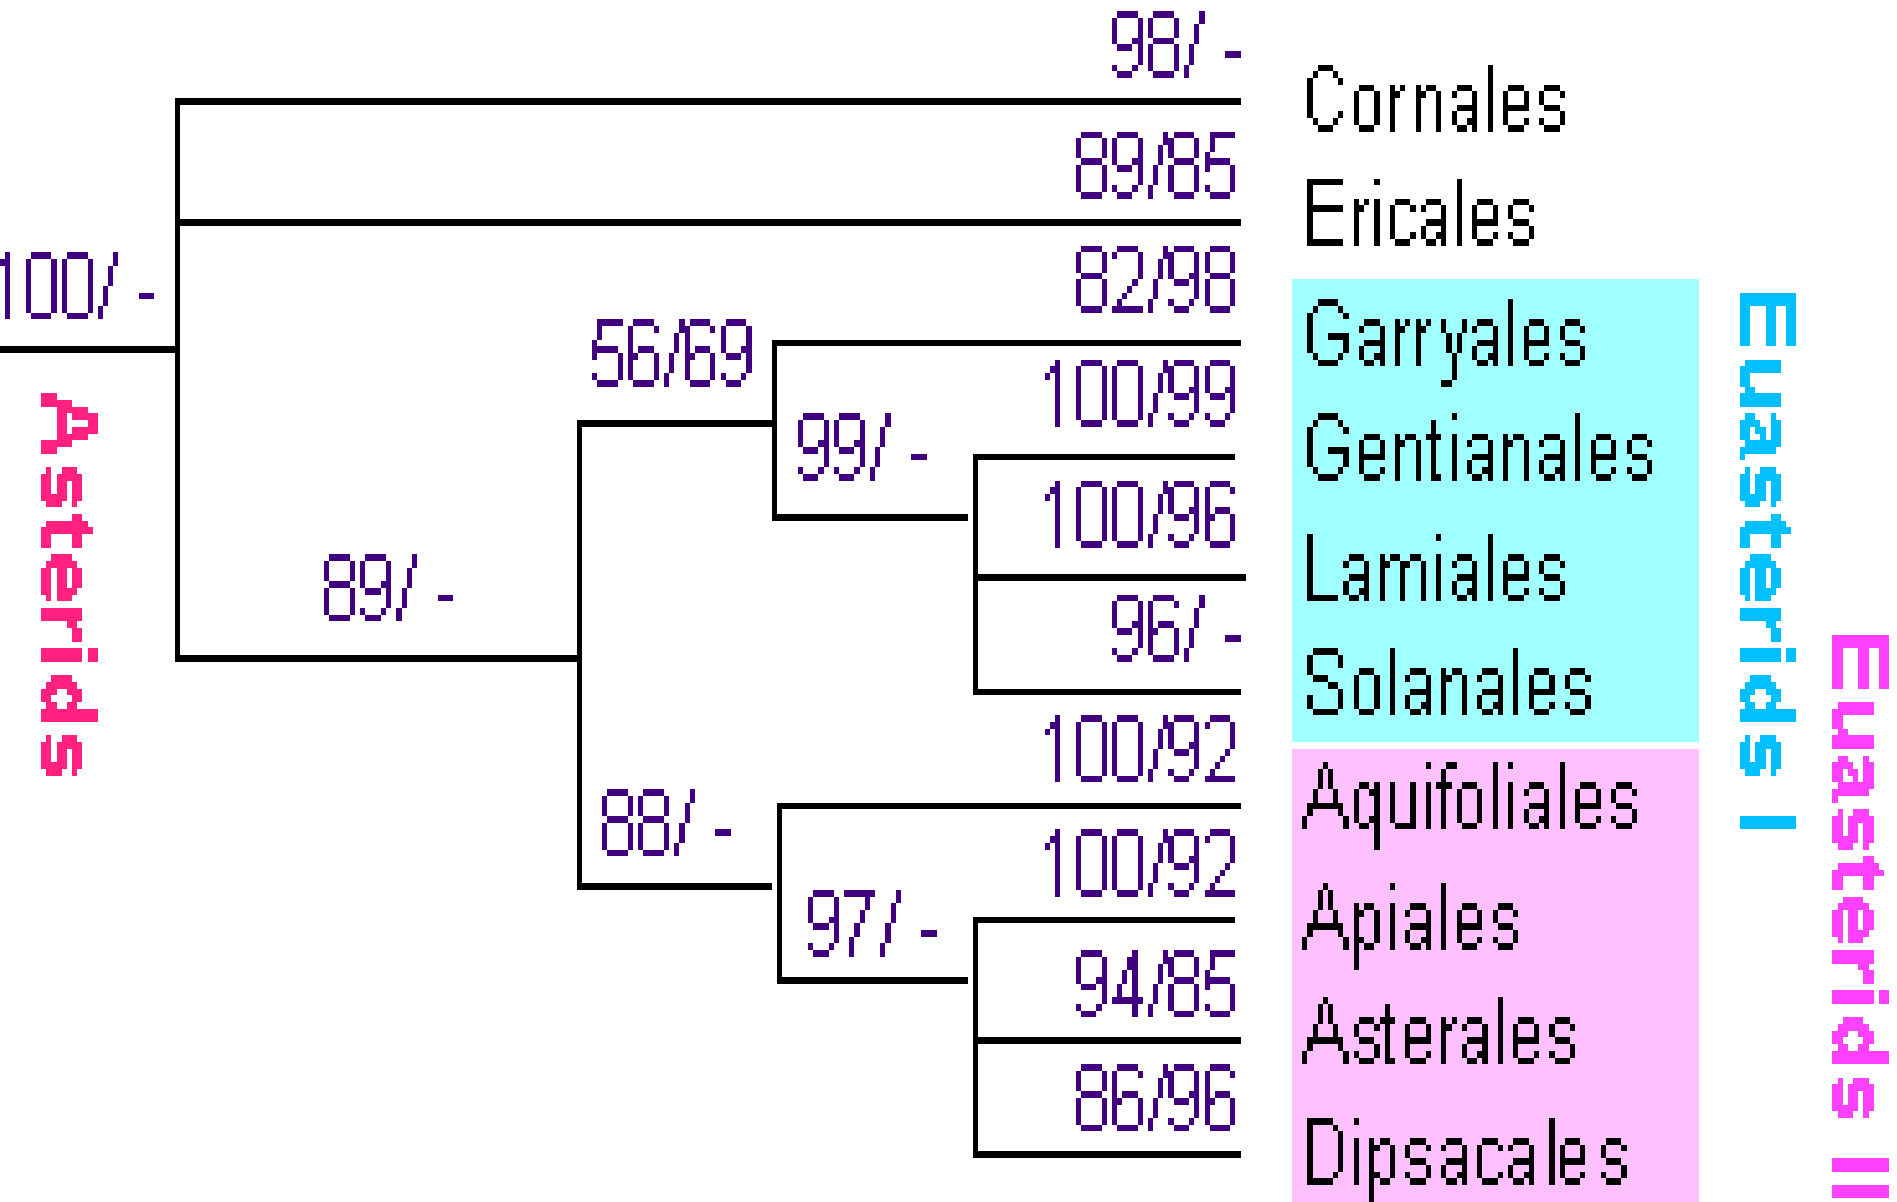 98/ -
Cornales
89/85
Ericales
82/98
100/ -
56/69
Garryales
100/99
99/ -
Gentianales
100/96
Lamiales
89/ -
96/ -
Solanales
100/92
88/ -
Aquifoliales
100/92
97/ -
Apiales
94/85
Asterales
86/96
Dipsacales
Asterids
Euasterids I
Euasterids II